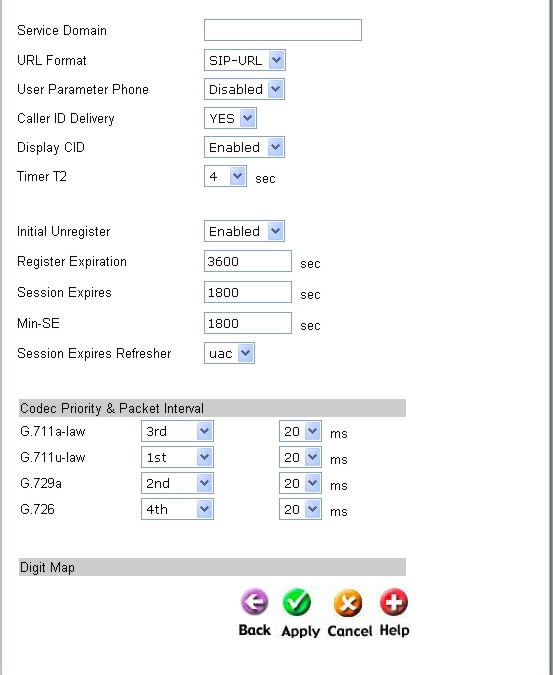 Service Domain
URL Format SIP-URL
User Parameter Phone Disabled
Caller ID Delivery YES
Display CID Enabled
Timer T2 4 sec
Initial Unregister Enabled
Register Expiration 3600 sec
Session Expires 1800 sec
Min-SE 1800 sec
Session Expires Refresher uac
Codec Priority & Packet Interval
G.711a-law 3rd 20 ms
G.711u-law 1st 20 ms
G.729a 2nd 20 ms
G.726 4th 20 ms
Digit Map
Back Apply Cancel Help